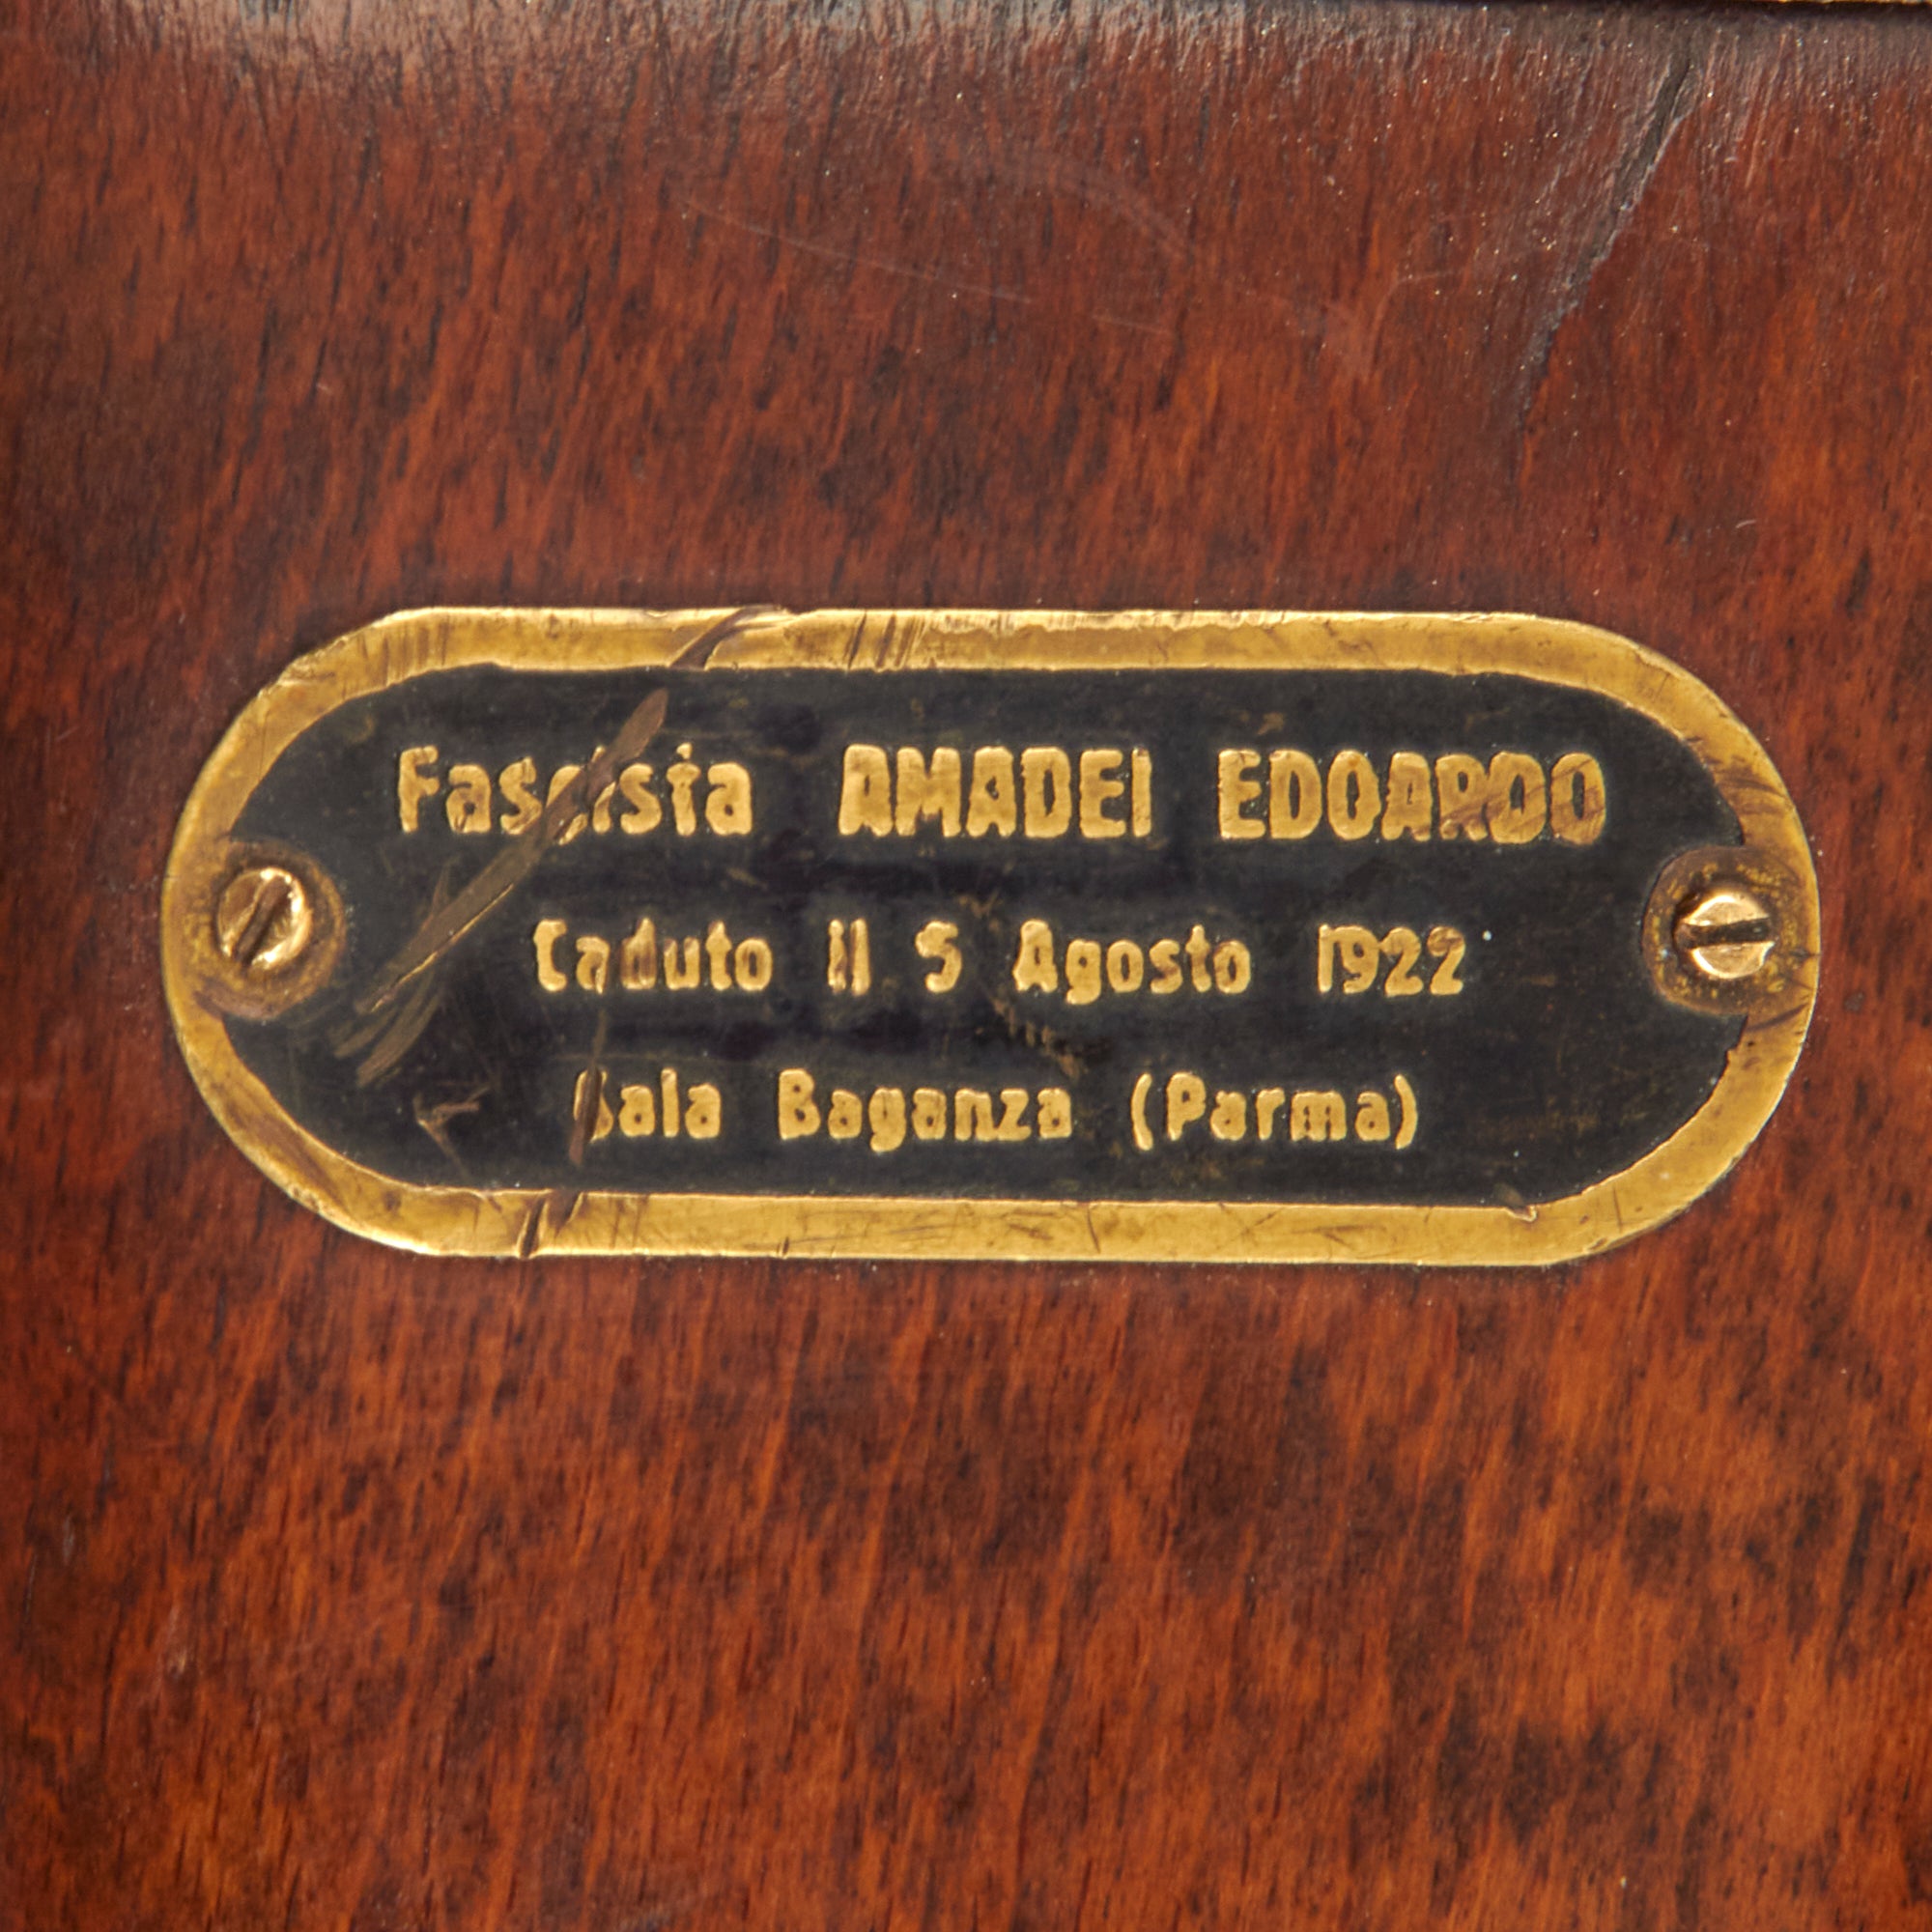 Fascista AMADEI EDOARDO
Caduto il 5 Agosto 1922
Sala Baganza (Parma)